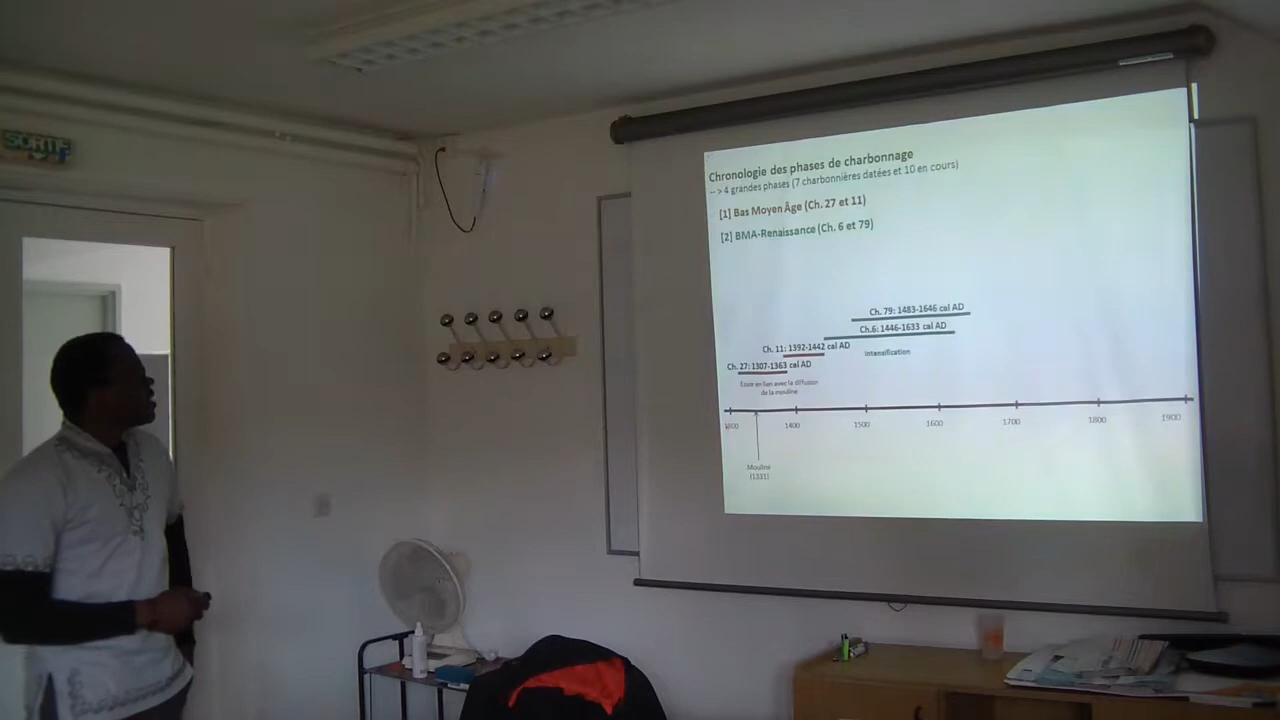 SORTIE
Chronologie des phases de charbonnage
-- > 4 grandes phases (7 charbonnières datées et 10 en cours)
[1] Bas Moyen Âge (Ch. 27 et 11)
[2] BMA-Renaissance (Ch. 6 et 79)
Ch. 79: 1483-1646 cal AD
Ch.6: 1446-1633 cal AD
Ch. 11: 1392-1442 cal AD
Intensification
Ch. 27: 1307-1363 cal AD
Essor en lien avec la diffusion
de la mouline
1300 1400 1500 1600 1700 1800 1900
Mouline
(1331)